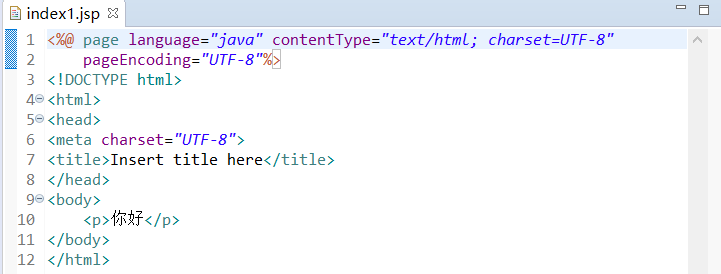 index1.jsp
1 <%@ page language="java" contentType="text/html; charset=UTF-8"
2     pageEncoding="UTF-8"%>
3 <!DOCTYPE html>
4 <html>
5 <head>
6 <meta charset="UTF-8">
7 <title>Insert title here</title>
8 </head>
9 <body>
10     <p>你好</p>
11 </body>
12 </html>